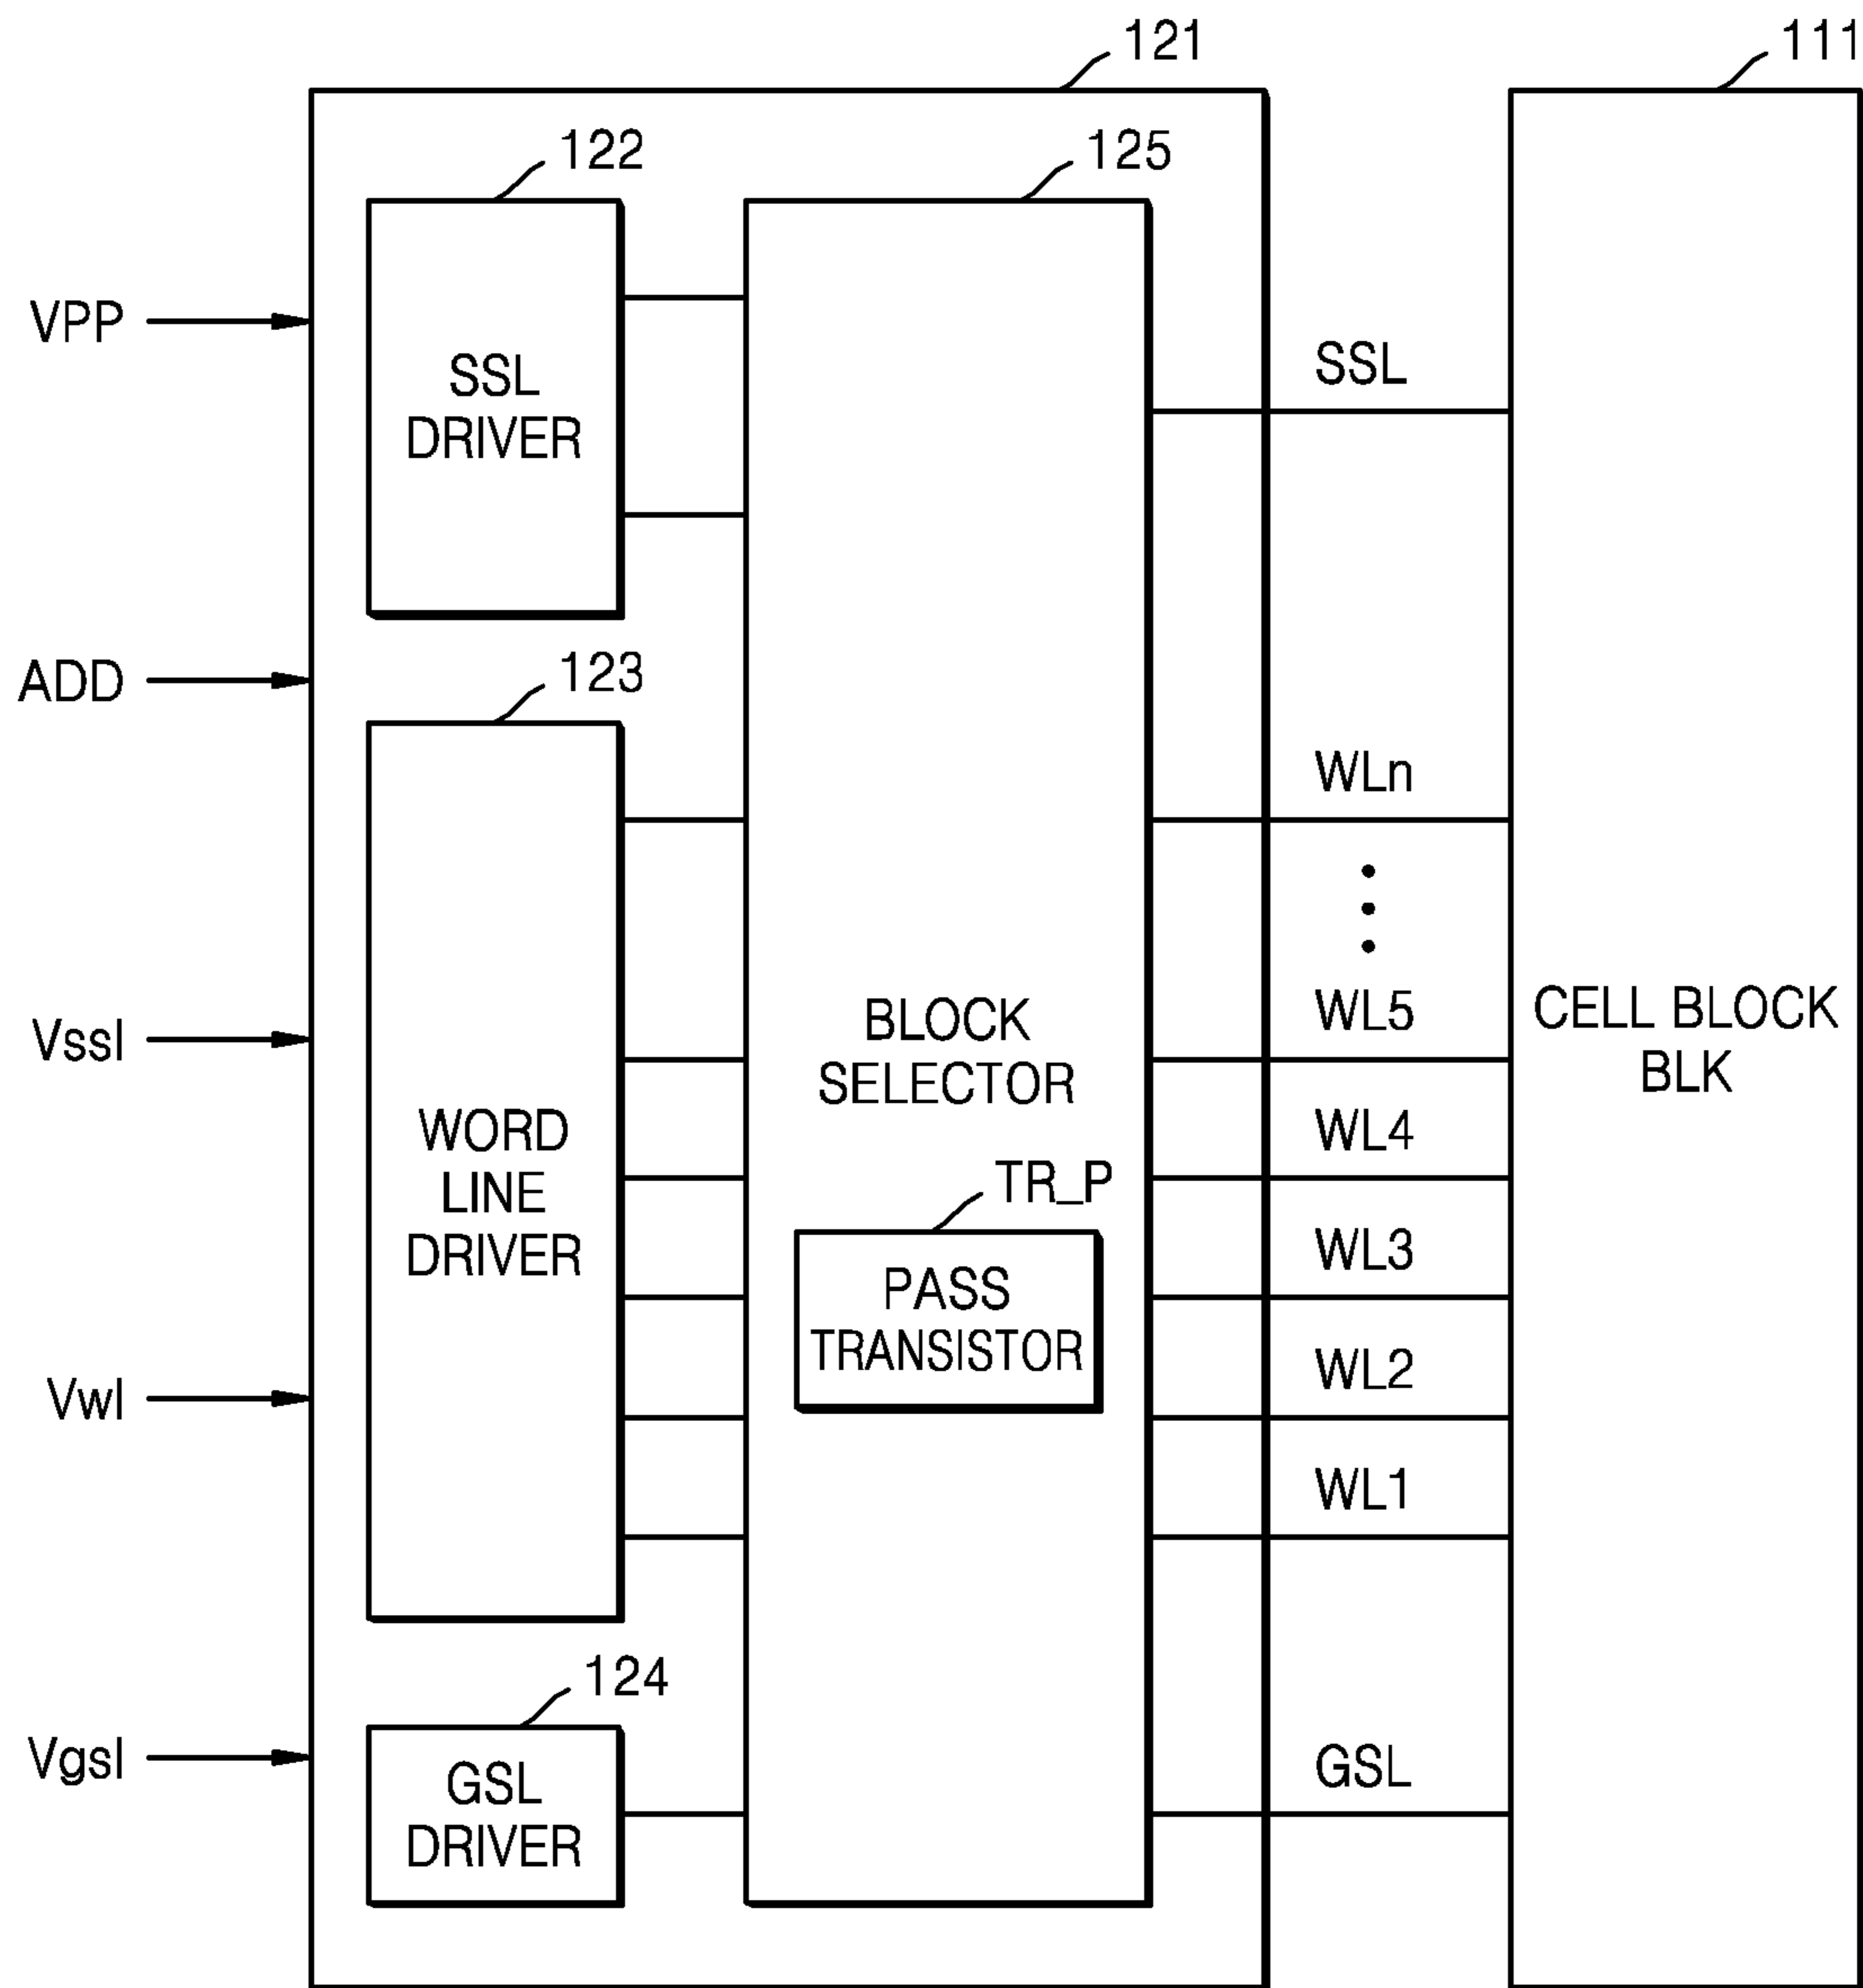 121
111
122
125
VPP
SSL
DRIVER
SSL
ADD
123
WLn
Vssl
WORD
LINE
DRIVER
BLOCK
SELECTOR
TR_P
PASS
TRANSISTOR
WL5
WL4
WL3
WL2
WL1
CELL BLOCK
BLK
Vwl
124
Vgsl
GSL
DRIVER
GSL